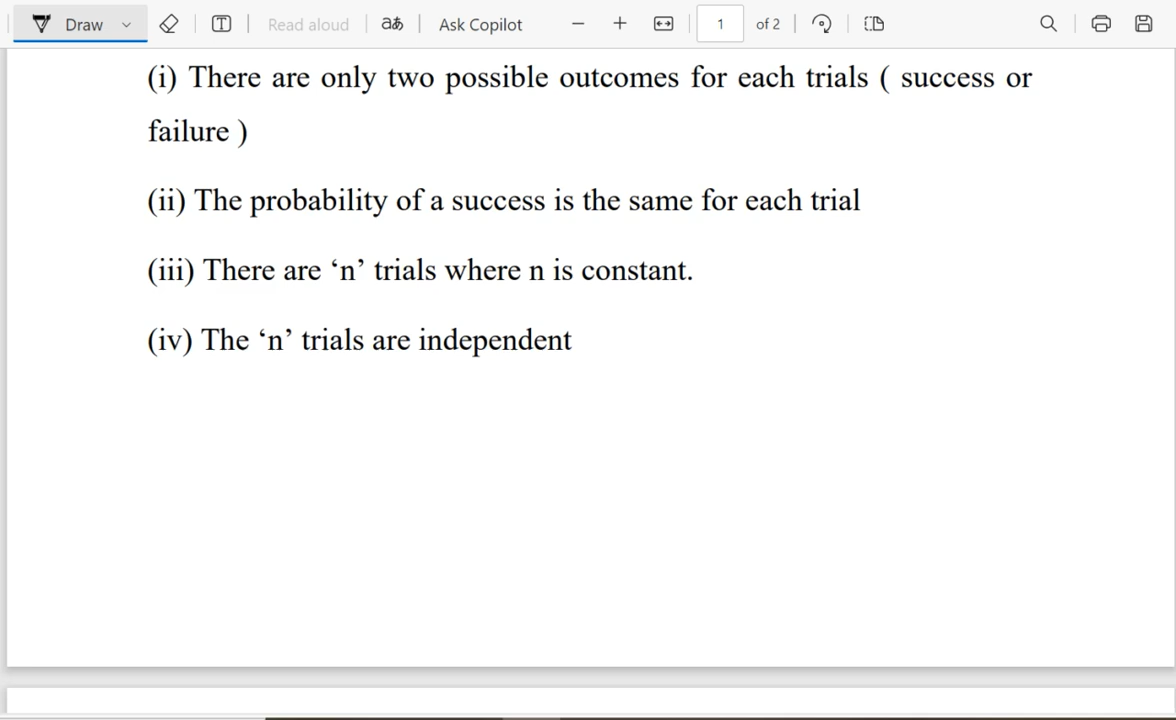 Draw
Read aloud
aあ
Ask Copilot
1
of 2
(i) There are only two possible outcomes for each trials ( success or
failure )
(ii) The probability of a success is the same for each trial
(iii) There are ‘n’ trials where n is constant.
(iv) The ‘n’ trials are independent